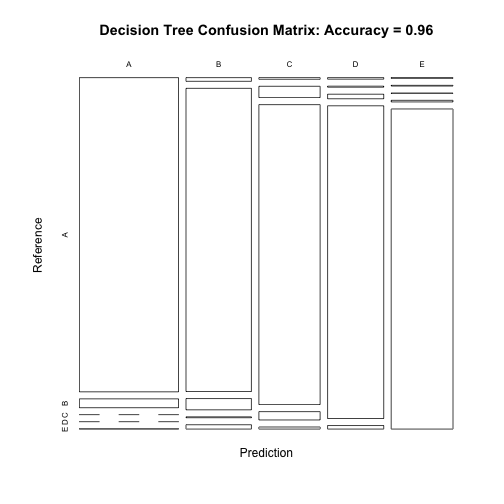 Decision Tree Confusion Matrix: Accuracy = 0.96
A B C D E
Reference
A
B
C
D
E
Prediction